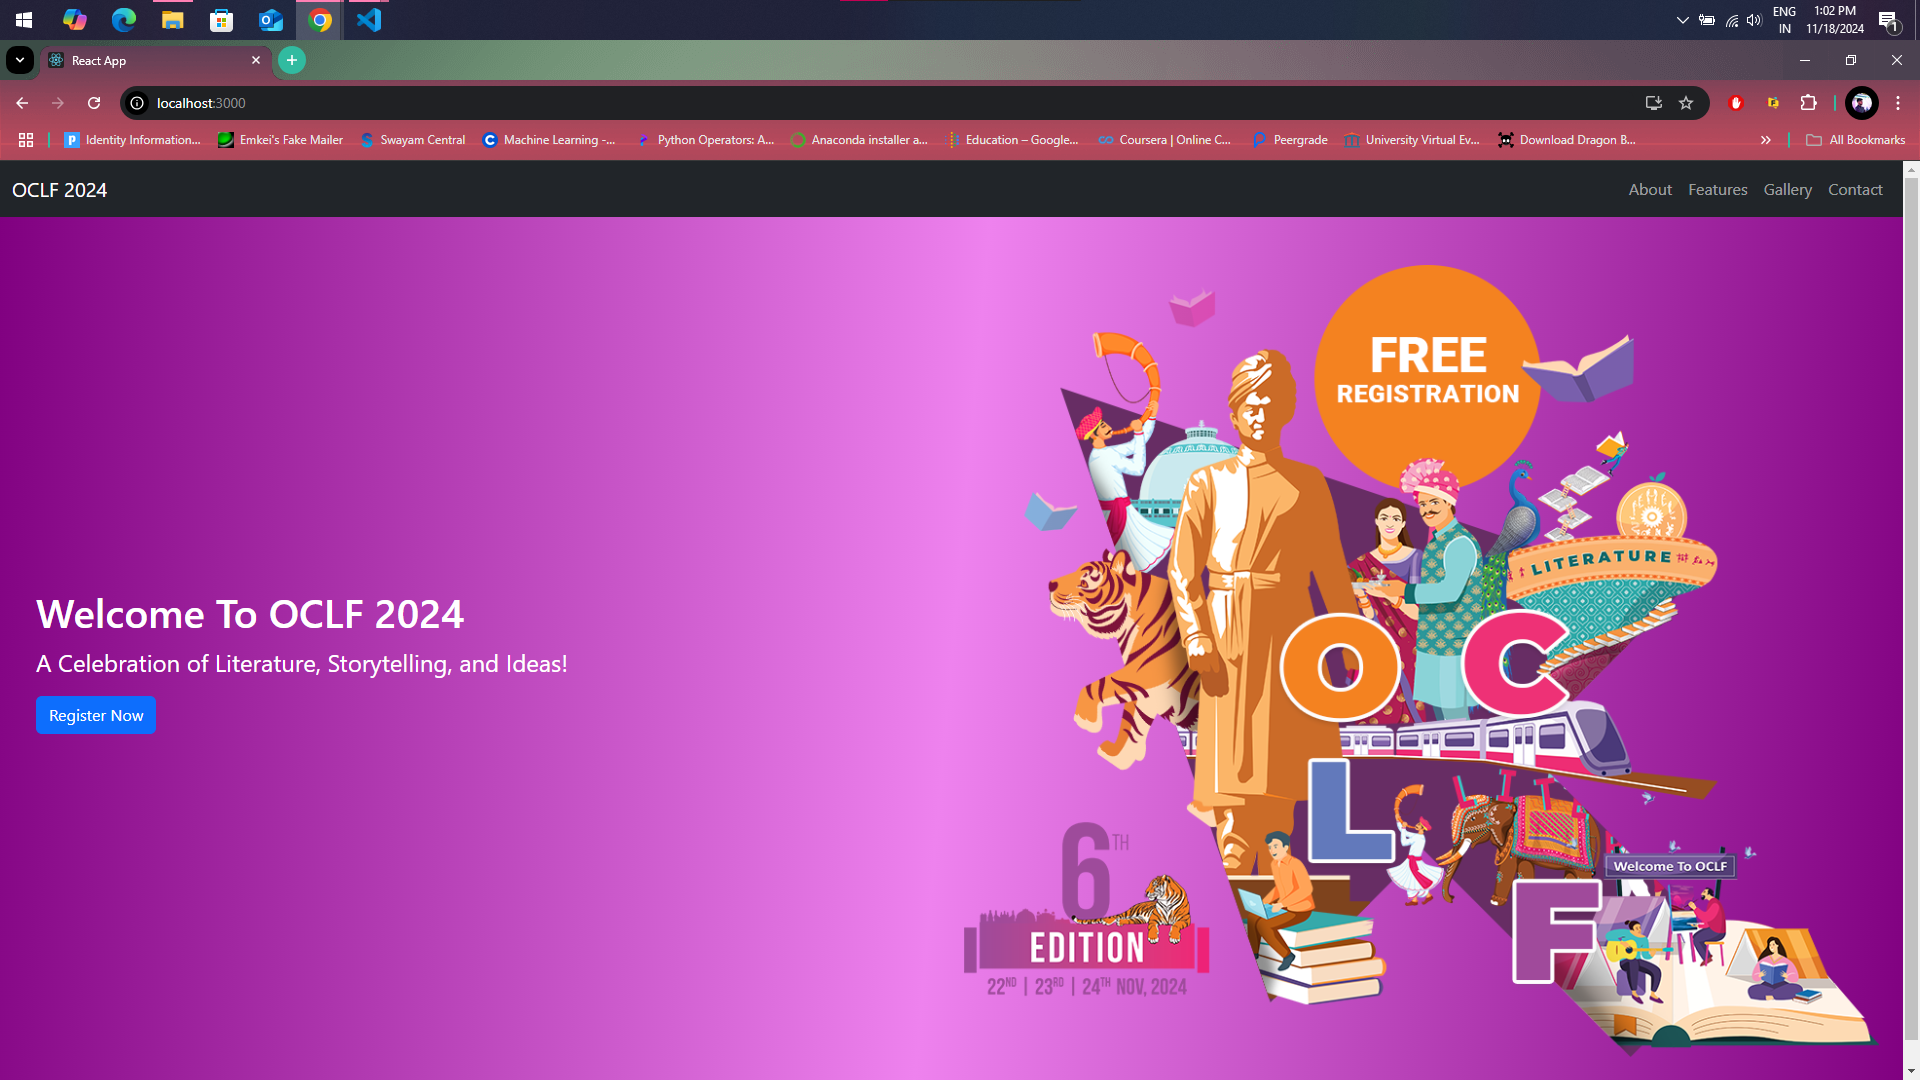 ENG
IN
1:02 PM
11/18/2024
1
React App
localhost:3000
Identity Information...
Emkei's Fake Mailer
Swayam Central
Machine Learning -...
Python Operators: A...
Anaconda installer a...
Education – Google...
Coursera | Online C...
Peergrade
University Virtual Ev...
Download Dragon B...
All Bookmarks
OCLF 2024
About
Features
Gallery
Contact
FREE
REGISTRATION
LITERATURE
Welcome To OCLF 2024
A Celebration of Literature, Storytelling, and Ideas!
Register Now
O C
L
F
LIT
Welcome To OCLF
6TH
EDITION
22ND | 23RD | 24TH NOV, 2024